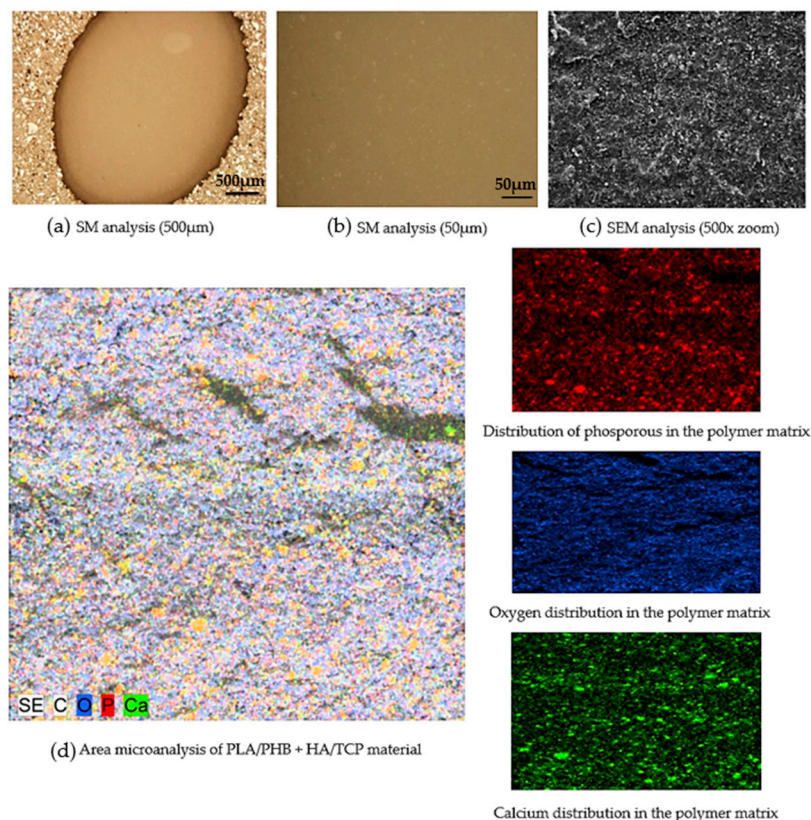 500μm
50μm
(a) SM analysis (500μm)
(b) SM analysis (50μm)
(c) SEM analysis (500x zoom)
Distribution of phosporous in the polymer matrix
Oxygen distribution in the polymer matrix
SE C O P Ca
(d) Area microanalysis of PLA/PHB + HA/TCP material
Calcium distribution in the polymer matrix